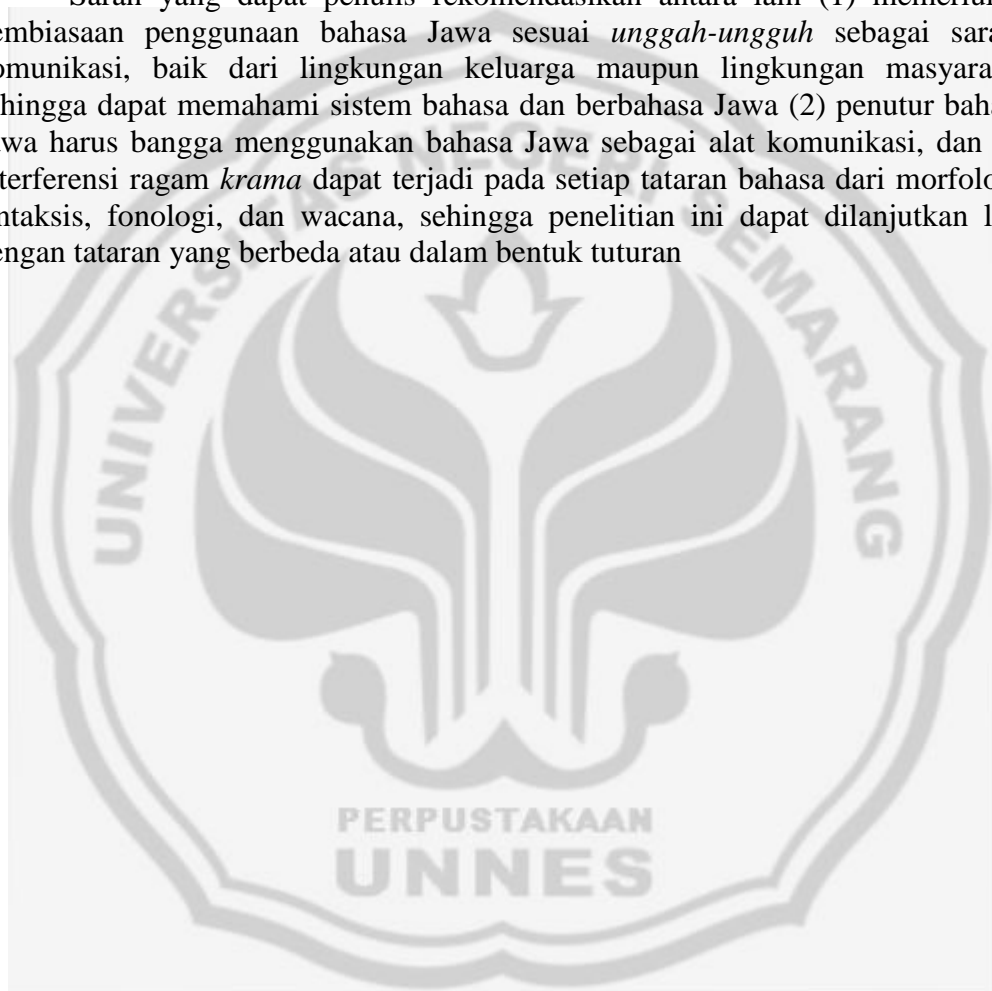 Saran yang dapat penulis rekomendasikan antara lain (1) memerlu
embiasaan penggunaan bahasa Jawa sesuai unggah-ungguh sebagai sara
omunikasi, baik dari lingkungan keluarga maupun lingkungan masyara
hingga dapat memahami sistem bahasa dan berbahasa Jawa (2) penutur baha
wa harus bangga menggunakan bahasa Jawa sebagai alat komunikasi, dan
terferensi ragam krama dapat terjadi pada setiap tataran bahasa dari morfolo
ntaksis, fonologi, dan wacana, sehingga penelitian ini dapat dilanjutkan l
engan tataran yang berbeda atau dalam bentuk tuturan
UNIVERSITAS NEGERI SEMARANG
PERPUSTAKAAN
UNNES